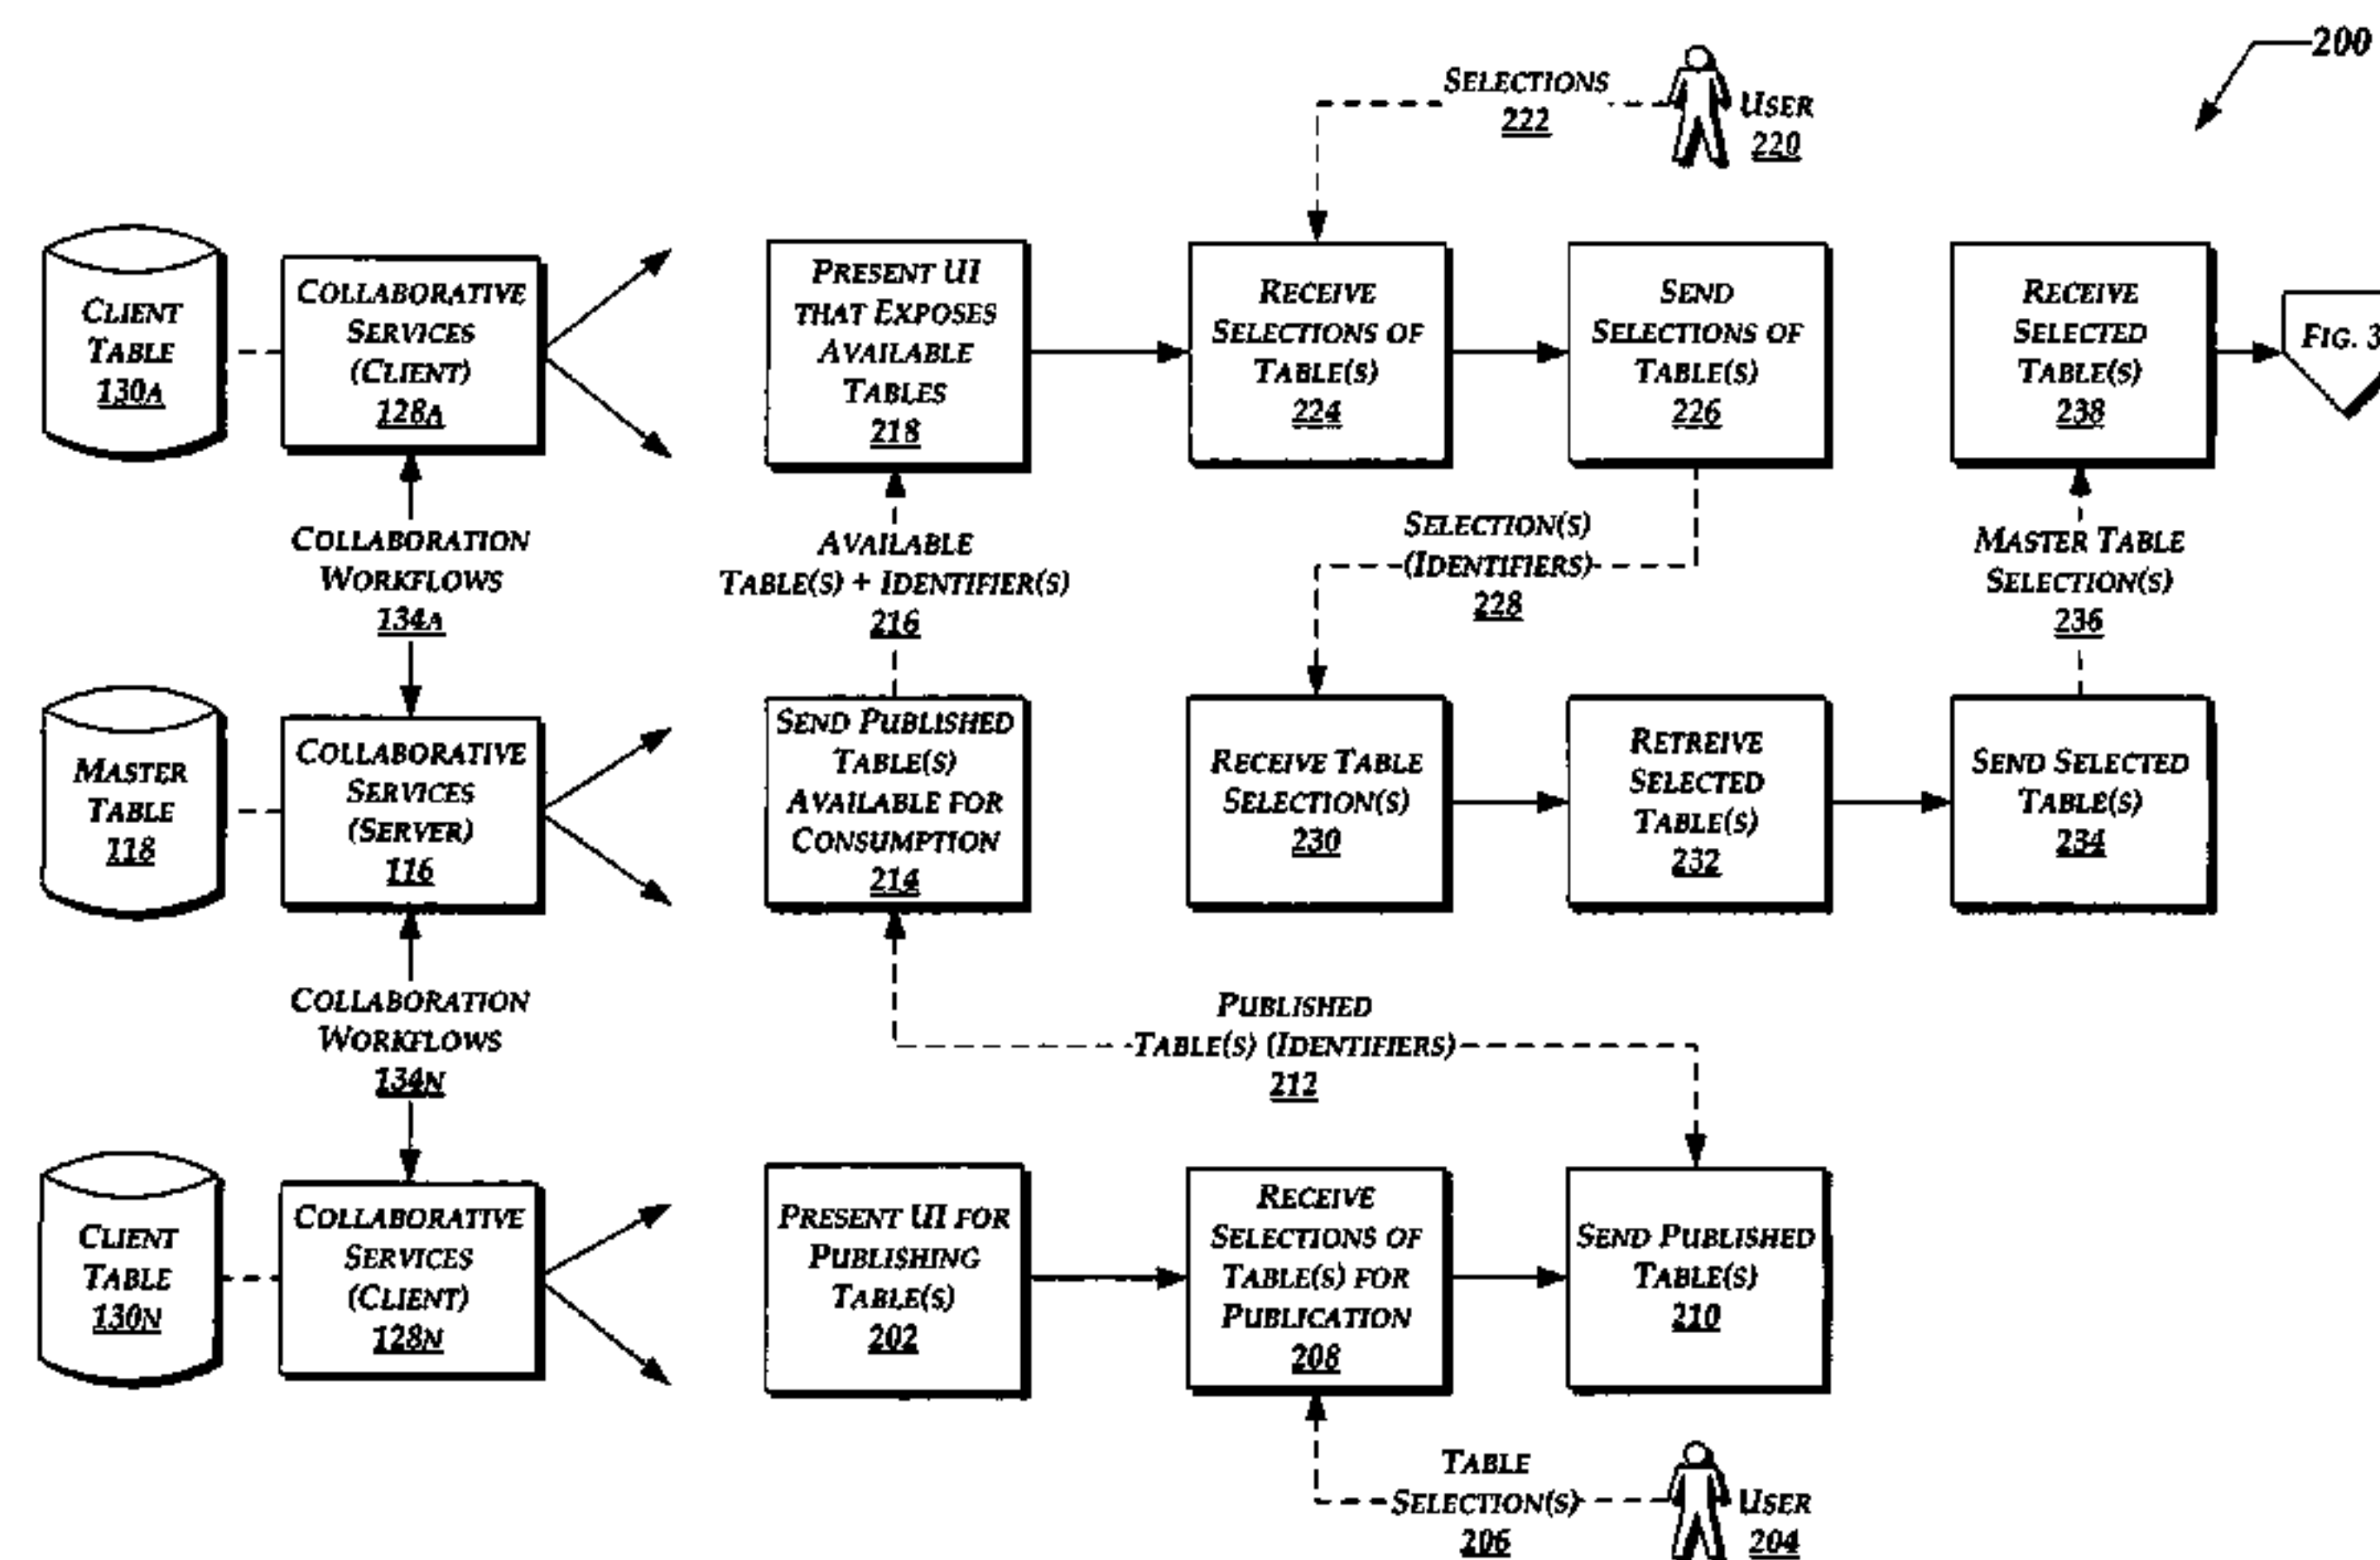 200
SELECTIONS
222
USER
220
CLIENT
TABLE
130A
COLLABORATIVE
SERVICES
(CLIENT)
128A
PRESENT UI
THAT EXPOSES
AVAILABLE
TABLES
218
RECEIVE
SELECTIONS OF
TABLE(S)
224
SEND
SELECTIONS OF
TABLE(S)
226
RECEIVE
SELECTED
TABLE(S)
238
FIG. 3
COLLABORATION
WORKFLOWS
134A
AVAILABLE
TABLE(S) + IDENTIFIER(S)
216
SELECTION(S)
(IDENTIFIERS)
228
MASTER TABLE
SELECTION(S)
236
MASTER
TABLE
118
COLLABORATIVE
SERVICES
(SERVER)
116
SEND PUBLISHED
TABLE(S)
AVAILABLE FOR
CONSUMPTION
214
RECEIVE TABLE
SELECTION(S)
230
RETREIVE
SELECTED
TABLE(S)
232
SEND SELECTED
TABLE(S)
234
COLLABORATION
WORKFLOWS
134N
PUBLISHED
TABLE(S) (IDENTIFIERS)
212
CLIENT
TABLE
130N
COLLABORATIVE
SERVICES
(CLIENT)
128N
PRESENT UI FOR
PUBLISHING
TABLE(S)
202
RECEIVE
SELECTIONS OF
TABLE(S) FOR
PUBLICATION
208
SEND PUBLISHED
TABLE(S)
210
TABLE
SELECTION(S)
206
USER
204